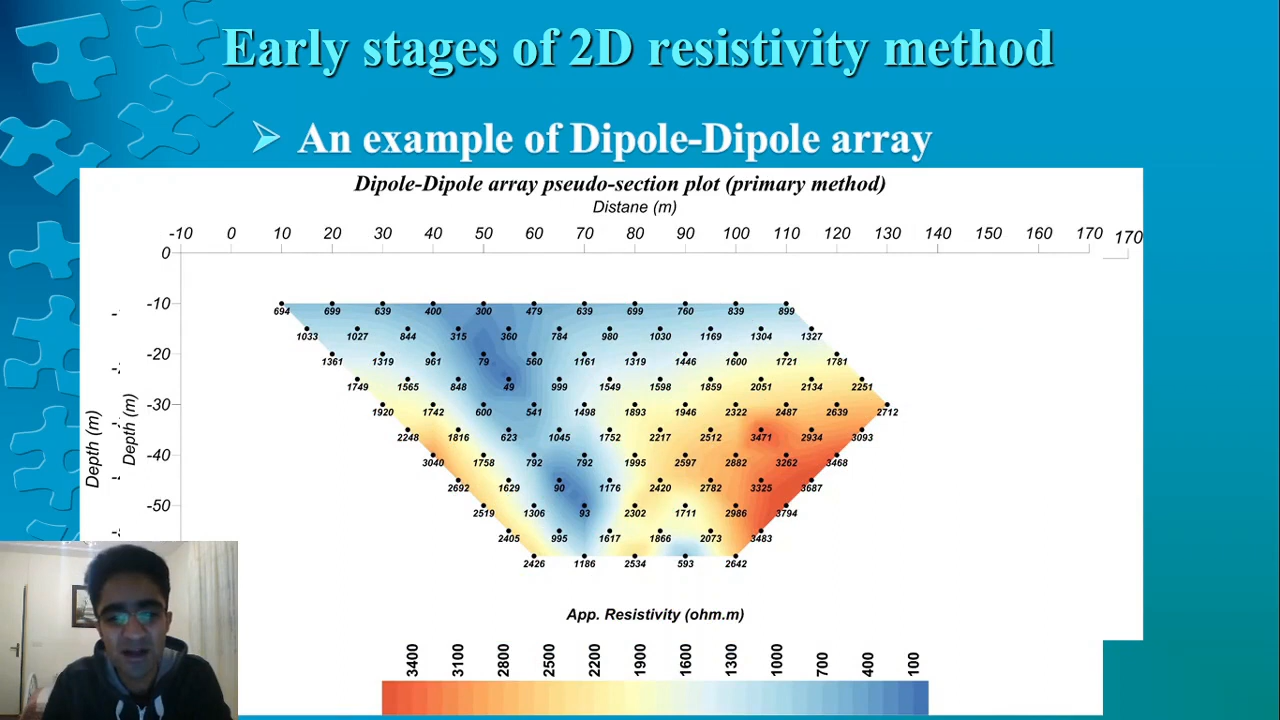 Early stages of 2D resistivity method
An example of Dipole-Dipole array
Dipole-Dipole array pseudo-section plot (primary method)
Distane (m)
-10 0 10 20 30 40 50 60 70 80 90 100 110 120 130 140 150 160 170 170
0
-10
694 699 639 400 300 479 639 699 760 839 899
1033 1027 844 315 360 784 980 1030 1169 1304 1327
-20
1361 1319 961 79 560 1161 1319 1446 1600 1721 1781
1749 1565 848 49 999 1549 1598 1859 2051 2134 2251
-30
1920 1742 600 541 1498 1893 1946 2322 2487 2639 2712
2248 1816 623 1045 1752 2217 2512 3471 2934 3093
-40
3040 1758 792 792 1995 2597 2882 3262 3468
2692 1629 90 1176 2420 2782 3325 3687
-50
2519 1306 93 2302 1711 2986 3794
2405 995 1617 1866 2073 3483
2426 1186 2534 593 2642
Depth (m)
Depth (m)
App. Resistivity (ohm.m)
3400 3100 2800 2500 2200 1900 1600 1300 1000 700 400 100